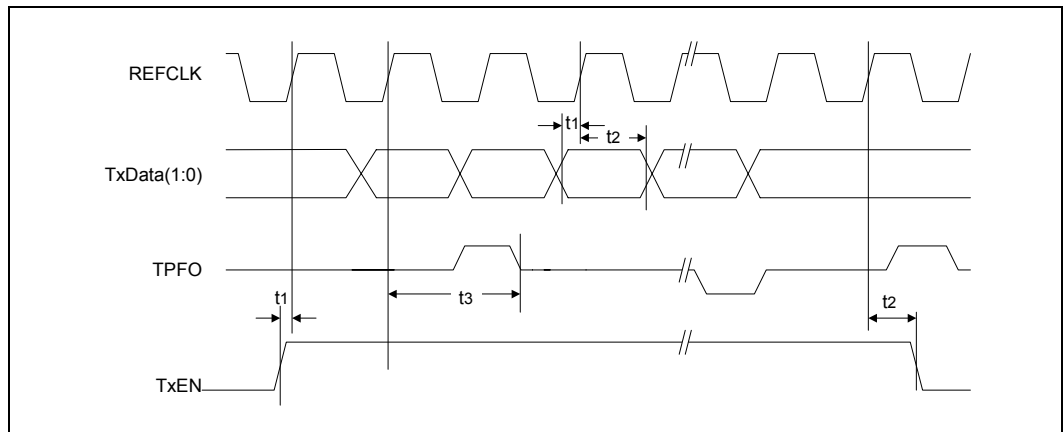 REFCLK
t1
t2
TxData(1:0)
TPFO
t1
t3
t2
TxEN